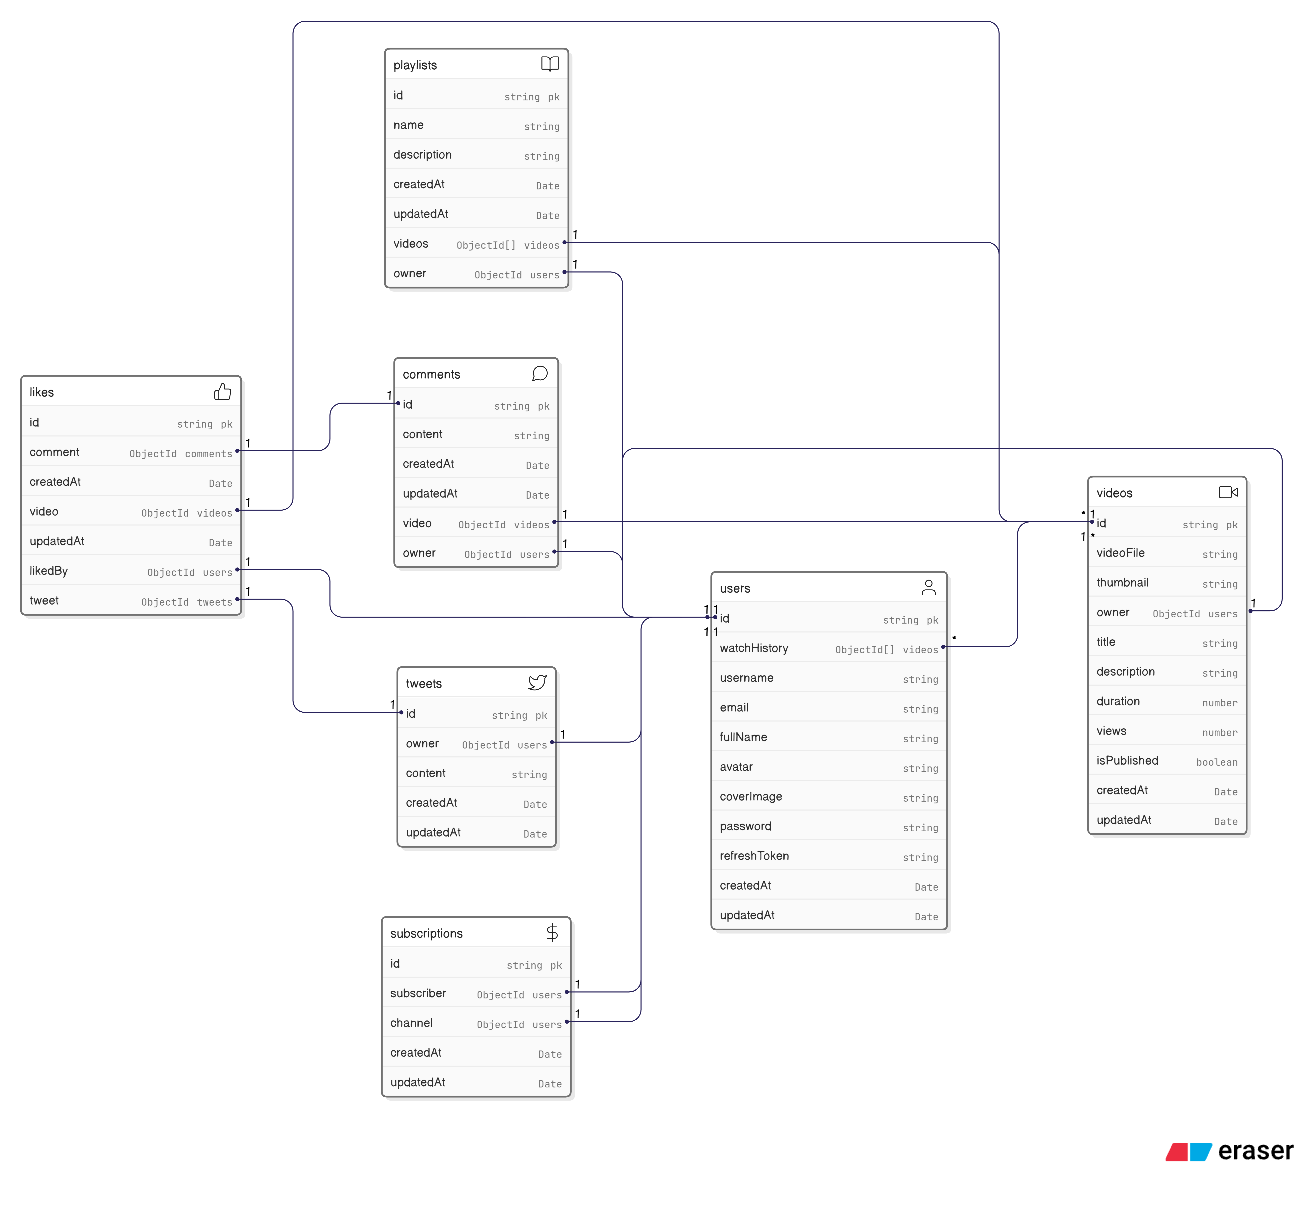 playlists
id string pk
name string
description string
createdAt Date
updatedAt Date
videos ObjectId[] videos 1
owner ObjectId users 1
likes
id string pk
comment ObjectId comments 1
createdAt Date
video ObjectId videos 1
updatedAt Date
likedBy ObjectId users 1
tweet ObjectId tweets 1
comments
1 id string pk
content string
createdAt Date
updatedAt Date
video ObjectId videos 1
owner ObjectId users 1
tweets
1 id string pk
owner ObjectId users 1
content string
createdAt Date
updatedAt Date
subscriptions
id string pk
subscriber ObjectId users 1
channel ObjectId users 1
createdAt Date
updatedAt Date
users
1 1
id string pk
1 1
watchHistory ObjectId[] videos *
username string
email string
fullName string
avatar string
coverImage string
password string
refreshToken string
createdAt Date
updatedAt Date
videos
* 1
id string pk
1 *
videoFile string
thumbnail string
owner ObjectId users 1
title string
description string
duration number
views number
isPublished boolean
createdAt Date
updatedAt Date
eraser